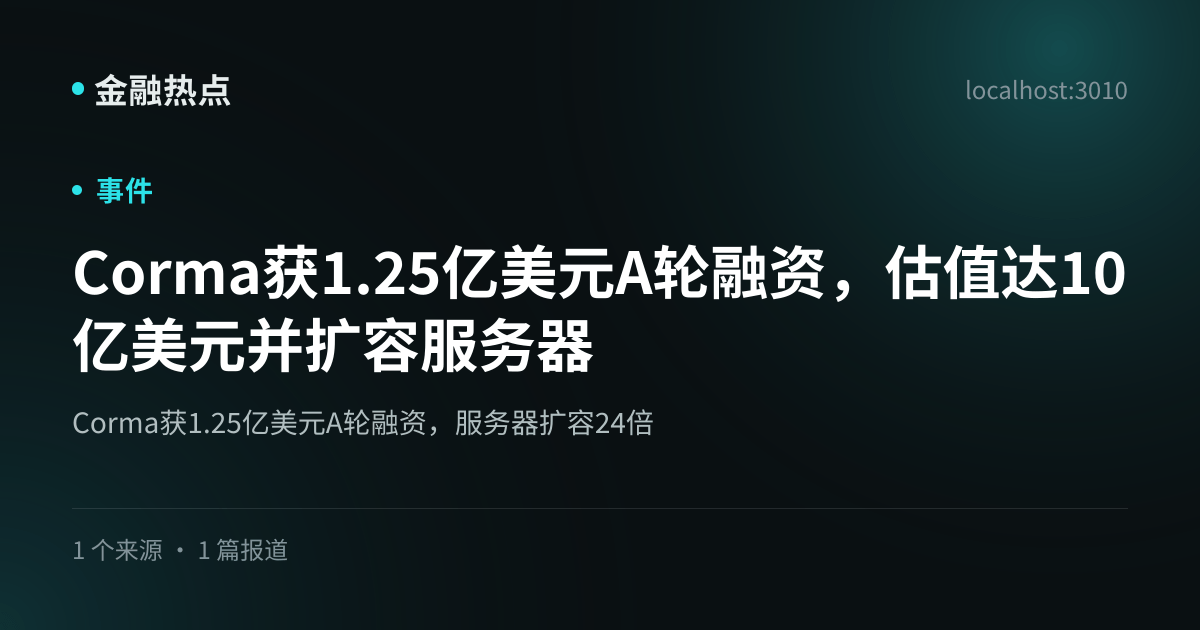 金融热点
localhost:3010
事件
Corma获1.25亿美元A轮融资，估值达10
亿美元并扩容服务器
Corma获1.25亿美元A轮融资，服务器扩容24倍
1 个来源 · 1 篇报道